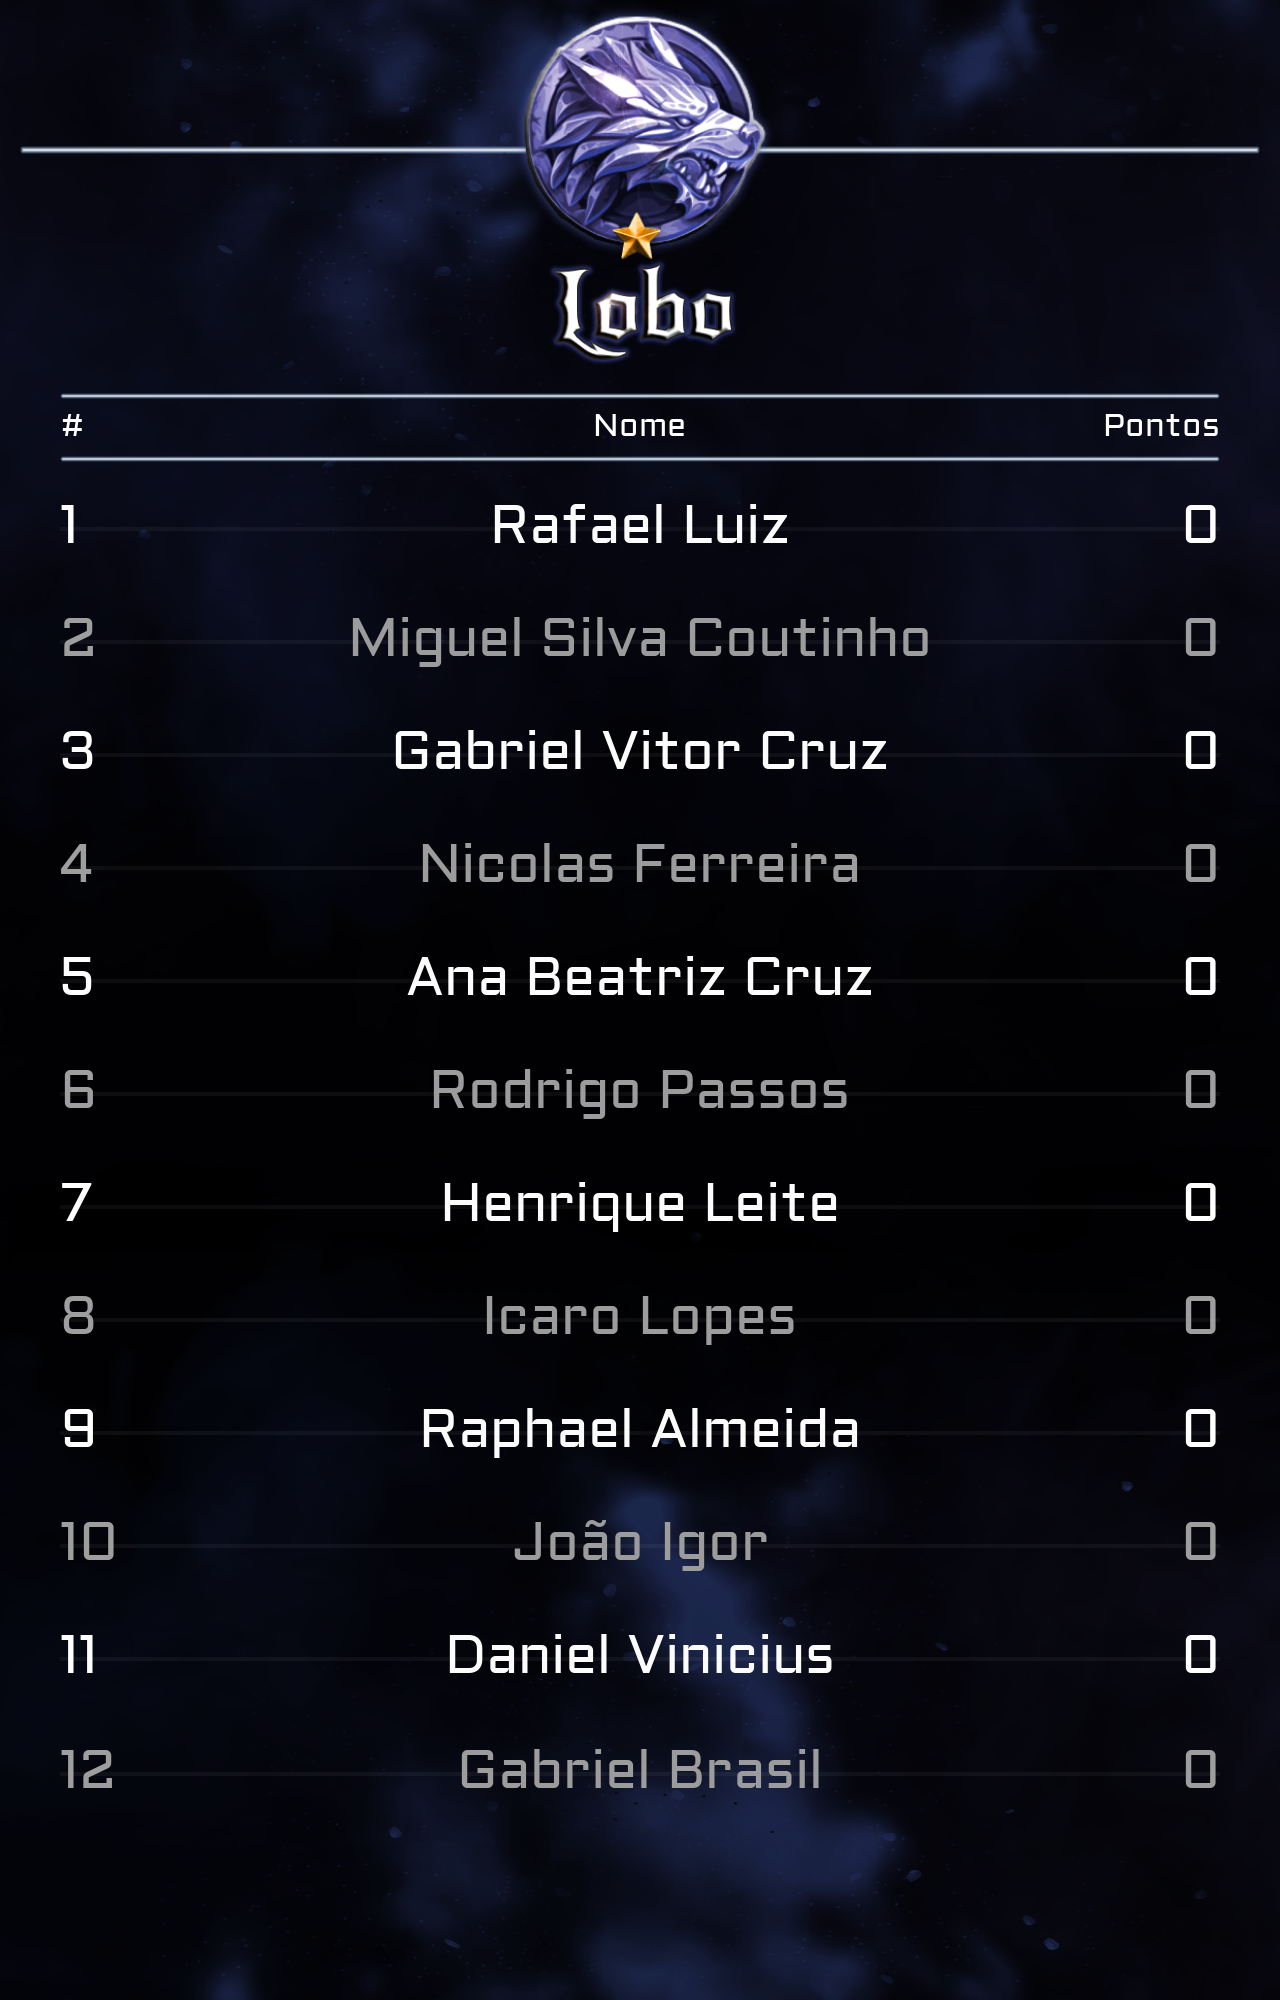 Lobo
# Nome Pontos
1 Rafael Luiz 0
2 Miguel Silva Coutinho 0
3 Gabriel Vitor Cruz 0
4 Nicolas Ferreira 0
5 Ana Beatriz Cruz 0
6 Rodrigo Passos 0
7 Henrique Leite 0
8 Icaro Lopes 0
9 Raphael Almeida 0
10 João Igor 0
11 Daniel Vinicius 0
12 Gabriel Brasil 0